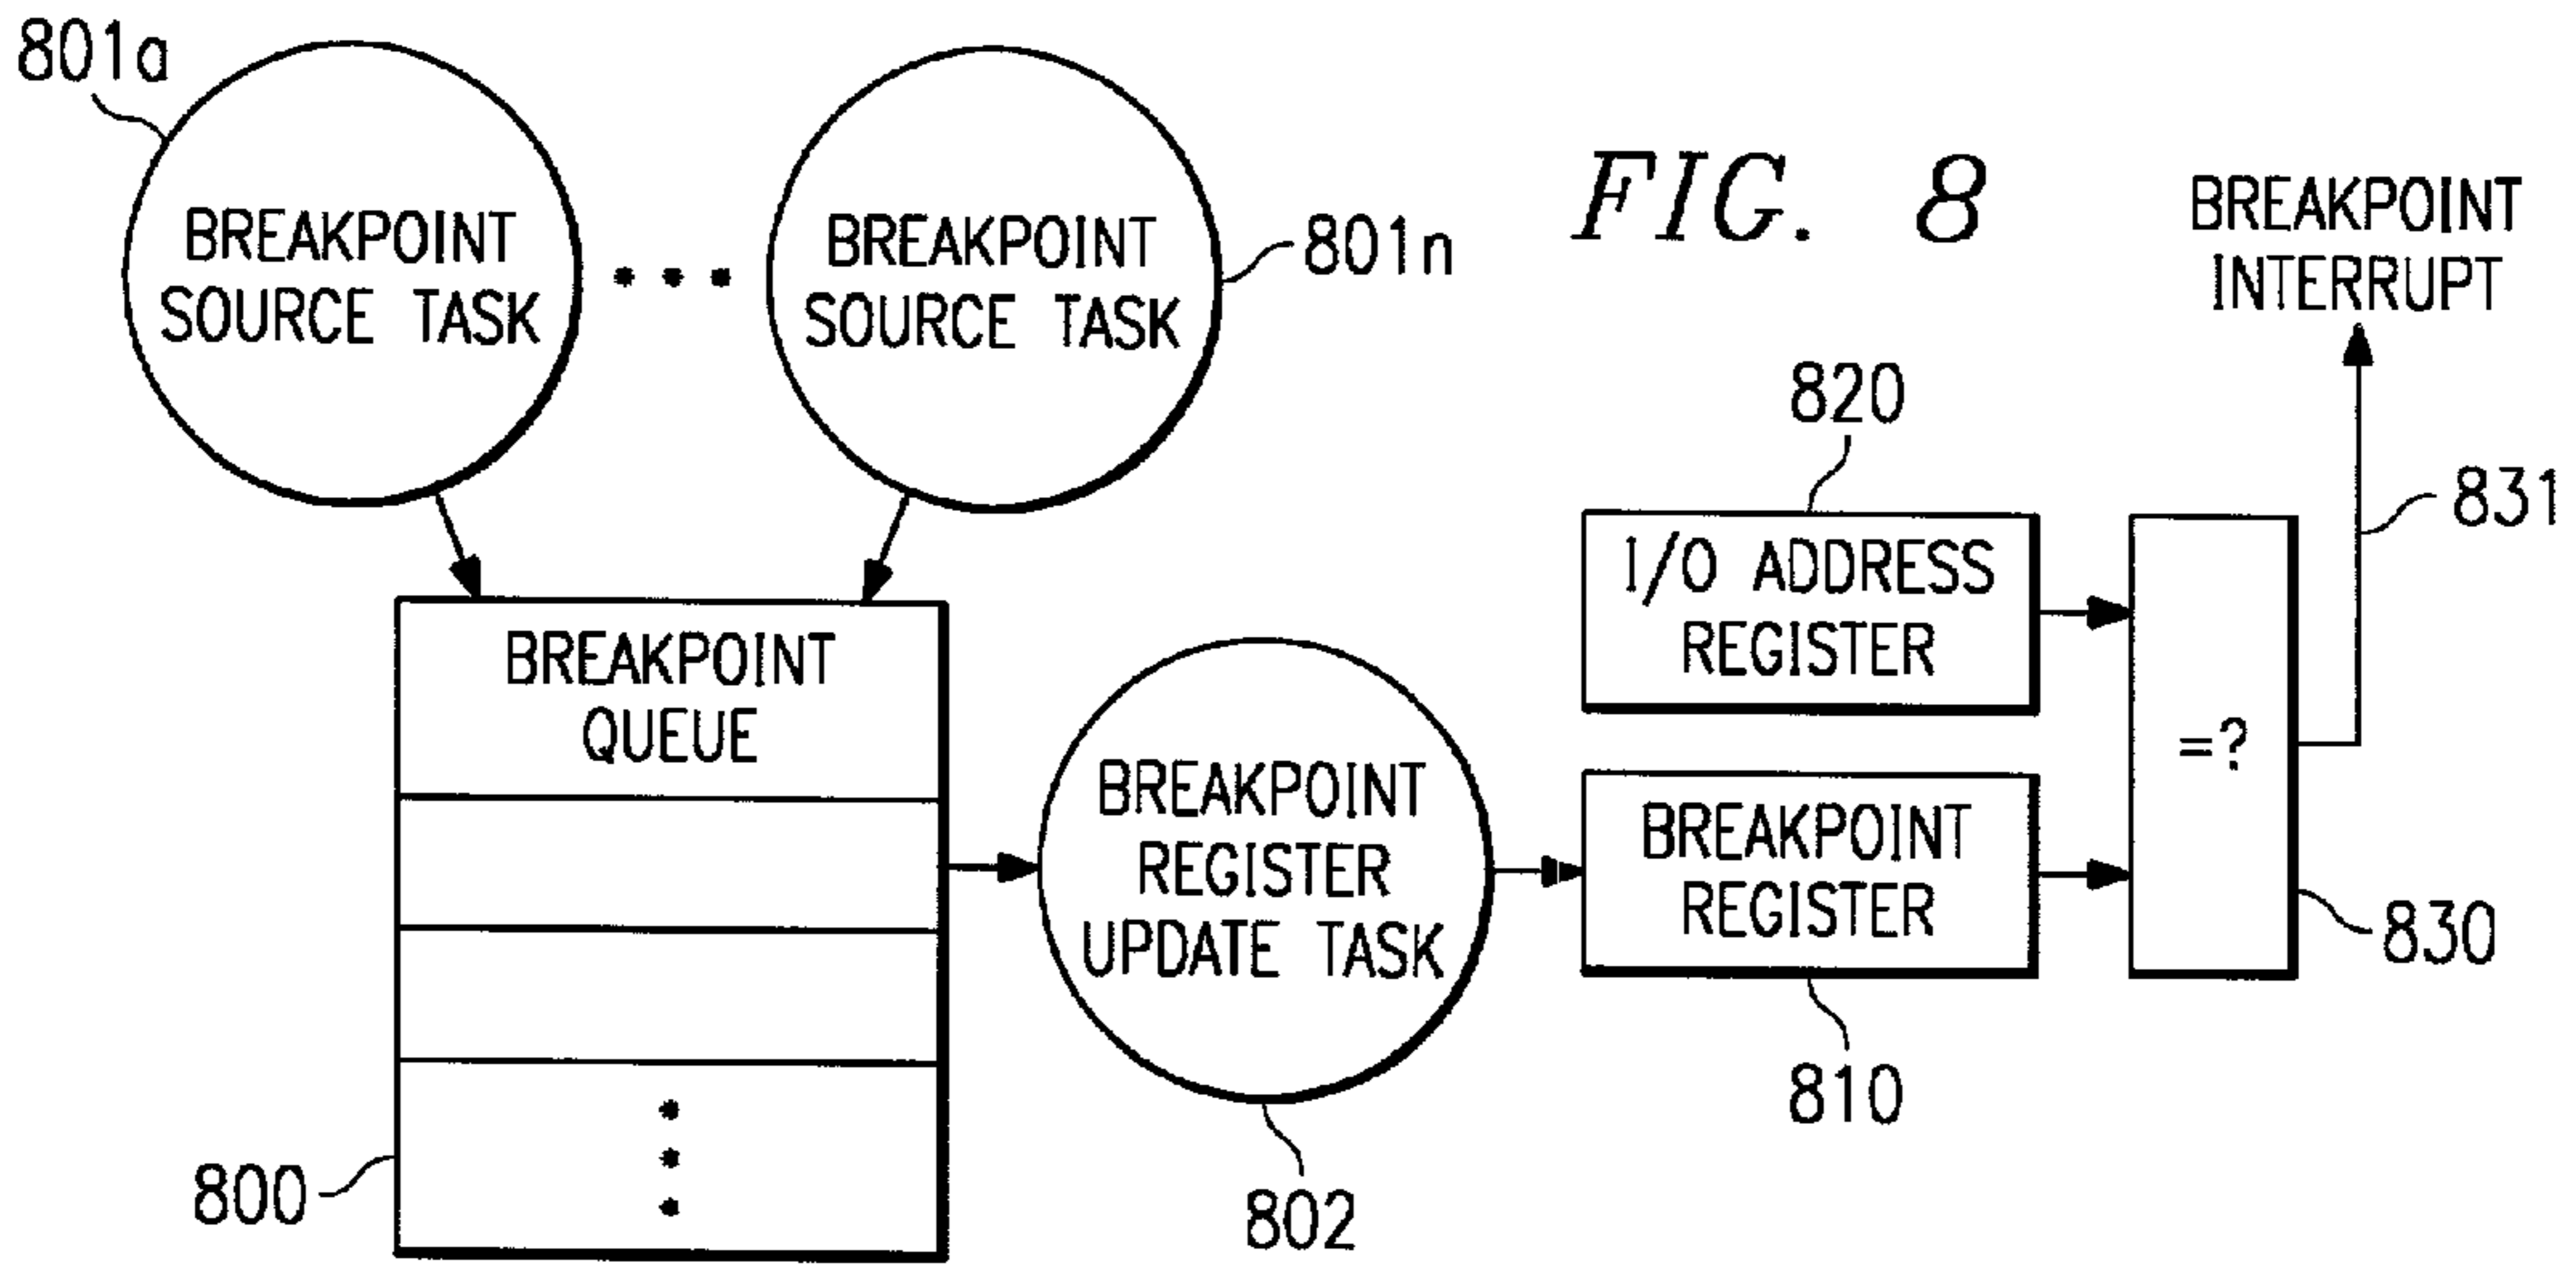 801a
BREAKPOINT
SOURCE TASK
BREAKPOINT
SOURCE TASK
801n
FIG. 8
BREAKPOINT
INTERRUPT
820
831
I/O ADDRESS
REGISTER
BREAKPOINT
QUEUE
=?
BREAKPOINT
REGISTER
UPDATE TASK
BREAKPOINT
REGISTER
830
810
800
802